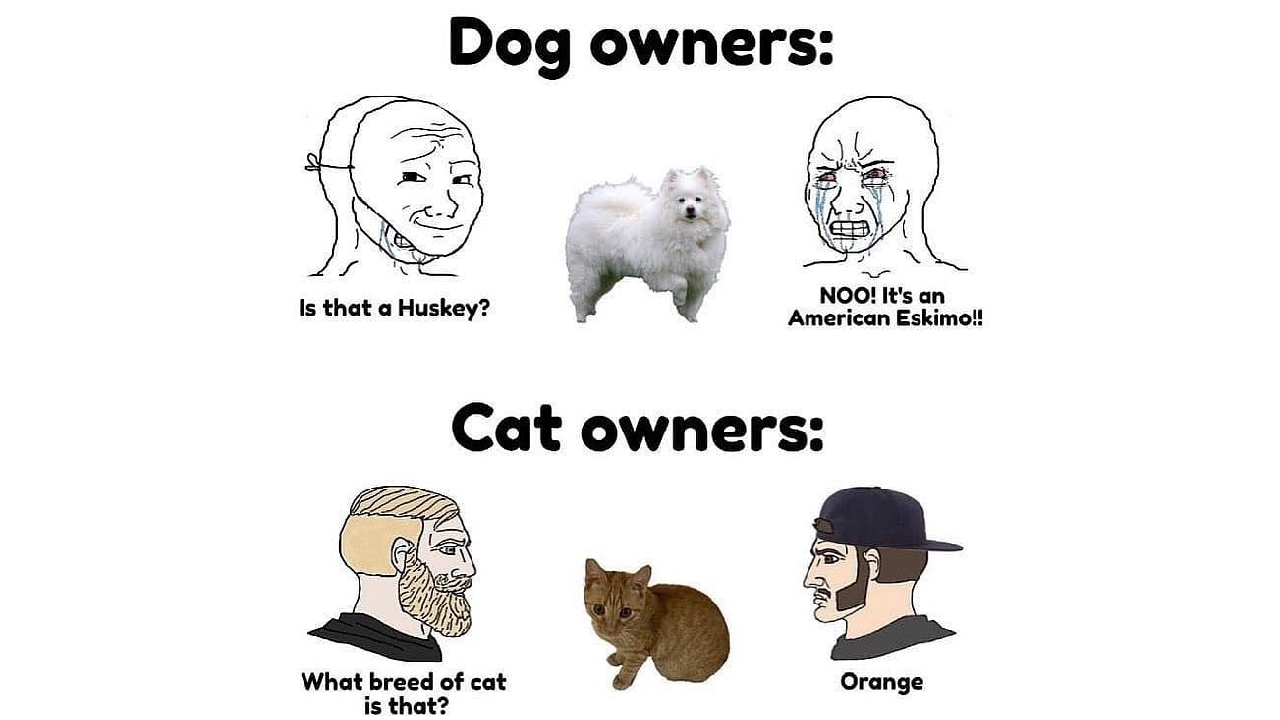 Dog owners:
Is that a Huskey?
NOO! It's an
American Eskimo!!
Cat owners:
What breed of cat
is that?
Orange